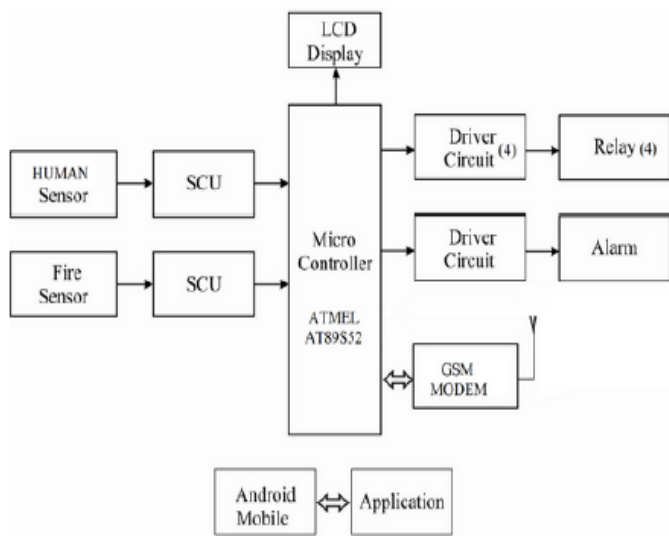 LCD
Display
HUMAN
Sensor
SCU
Driver
Circuit (4)
Relay (4)
Fire
Sensor
SCU
Micro
Controller
ATMEL
AT89S52
Driver
Circuit
Alarm
GSM
MODEM
Android
Mobile
Application